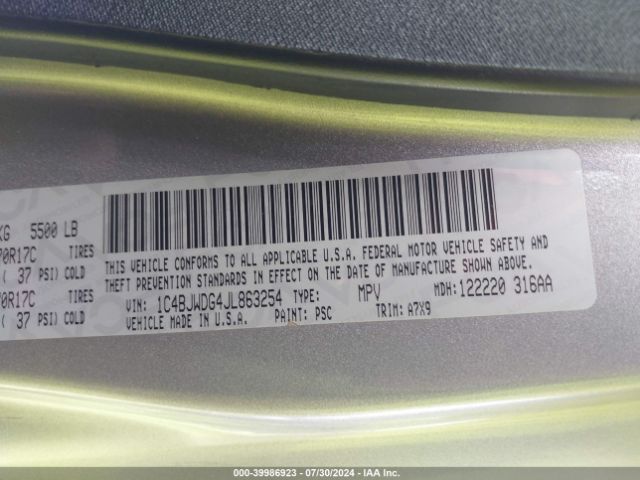 KG 5500 LB
70R17C TIRES
( 37 PSI) COLD
70R17C TIRES
( 37 PSI) COLD
THIS VEHICLE CONFORMS TO ALL APPLICABLE U.S.A. FEDERAL MOTOR VEHICLE SAFETY AND
THEFT PREVENTION STANDARDS IN EFFECT ON THE DATE OF MANUFACTURE SHOWN ABOVE.
VIN: 1C4BJWDG4JL863254 TYPE: MPV MDH: 122220 316AA
VEHICLE MADE IN U.S.A. PAINT: PSC TRIM: A7X9
000-39986923 / 07/30/2024 - IAA Inc.